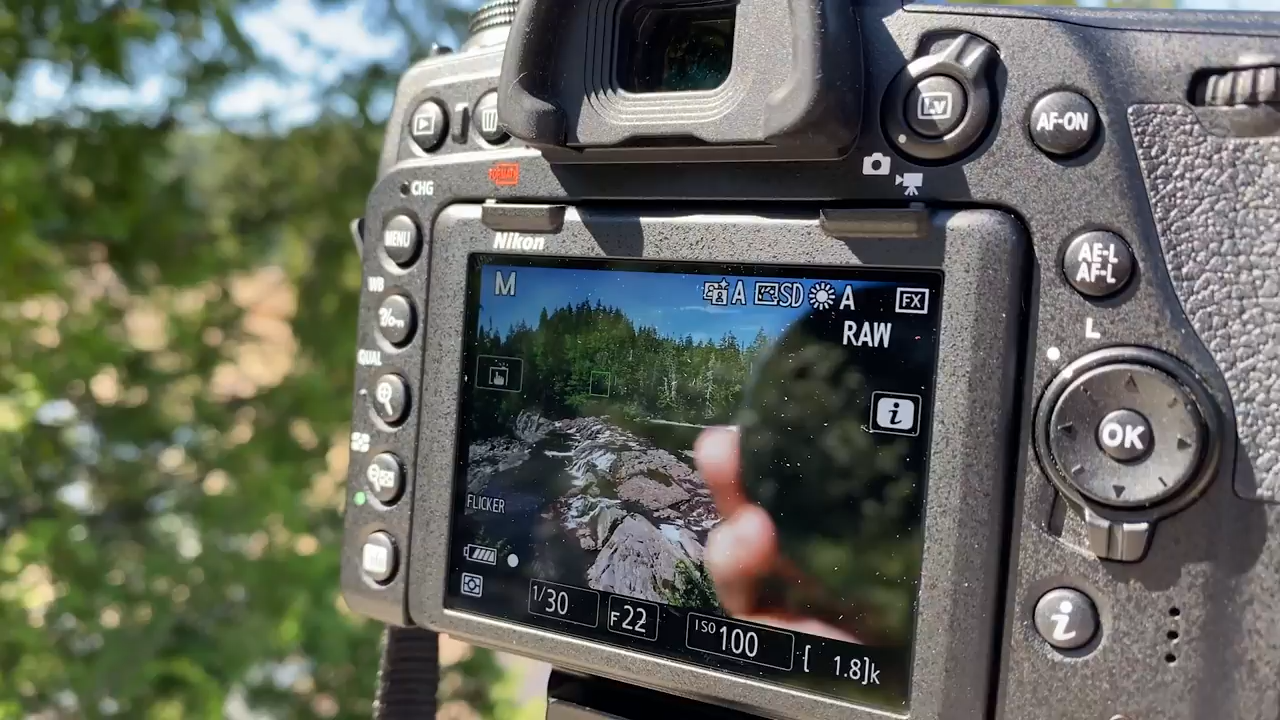 Lv
AF-ON
CHG
MENU
Nikon
AE-L
AF-L
WB
M
A
SD
A
FX
RAW
QUAL
L
i
OK
FLICKER
1/30
F22
ISO 100
[ 1.8]k
i